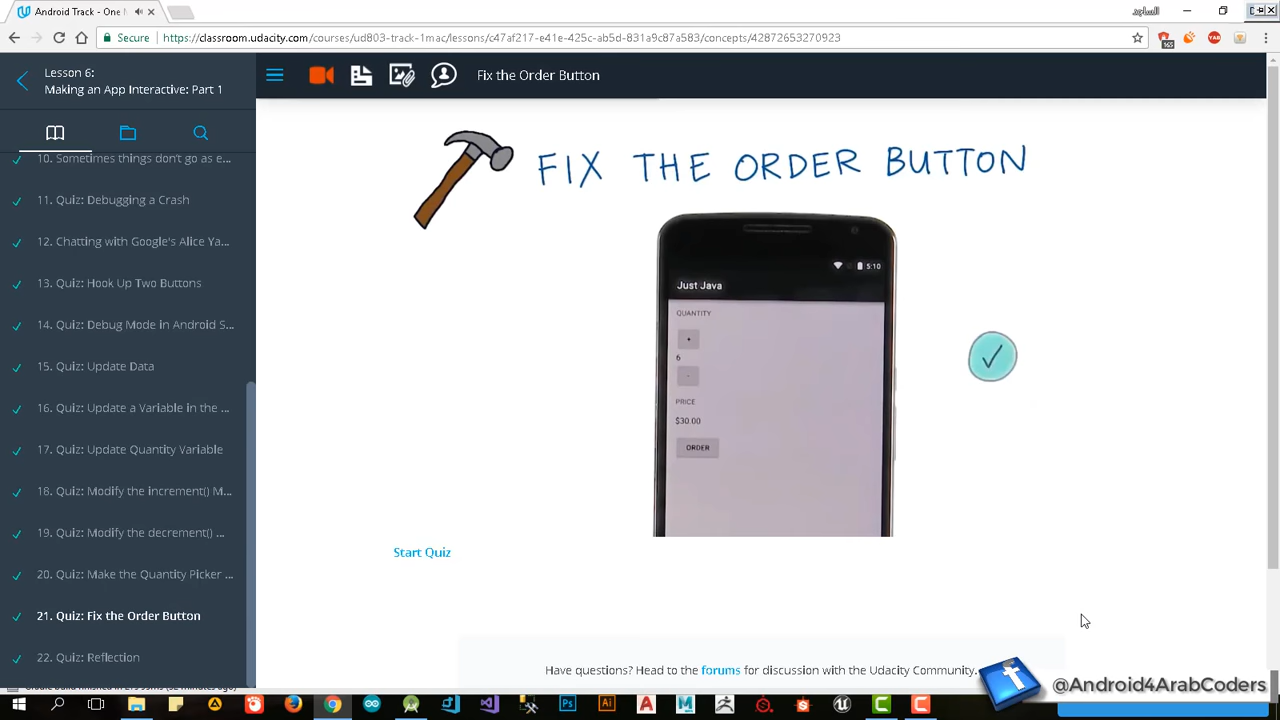 Android Track - One
السلعود
Secure
https://classroom.udacity.com/courses/ud803-track-1mac/lessons/c47af217-e41e-425c-ab5d-831a9c87a583/concepts/42872653270923
Lesson 6:
Making an App Interactive: Part 1
Fix the Order Button
10. Sometimes things don't go as e...
11. Quiz: Debugging a Crash
12. Chatting with Google's Alice Ya...
13. Quiz: Hook Up Two Buttons
14. Quiz: Debug Mode in Android S...
15. Quiz: Update Data
16. Quiz: Update a Variable in the ...
17. Quiz: Update Quantity Variable
18. Quiz: Modify the increment() M...
19. Quiz: Modify the decrement() ...
20. Quiz: Make the Quantity Picker ...
21. Quiz: Fix the Order Button
22. Quiz: Reflection
FIX THE ORDER BUTTON
5:10
Just Java
QUANTITY
+
6
-
PRICE
$30.00
ORDER
Start Quiz
Have questions? Head to the forums for discussion with the Udacity Community.
@Android4ArabCoders